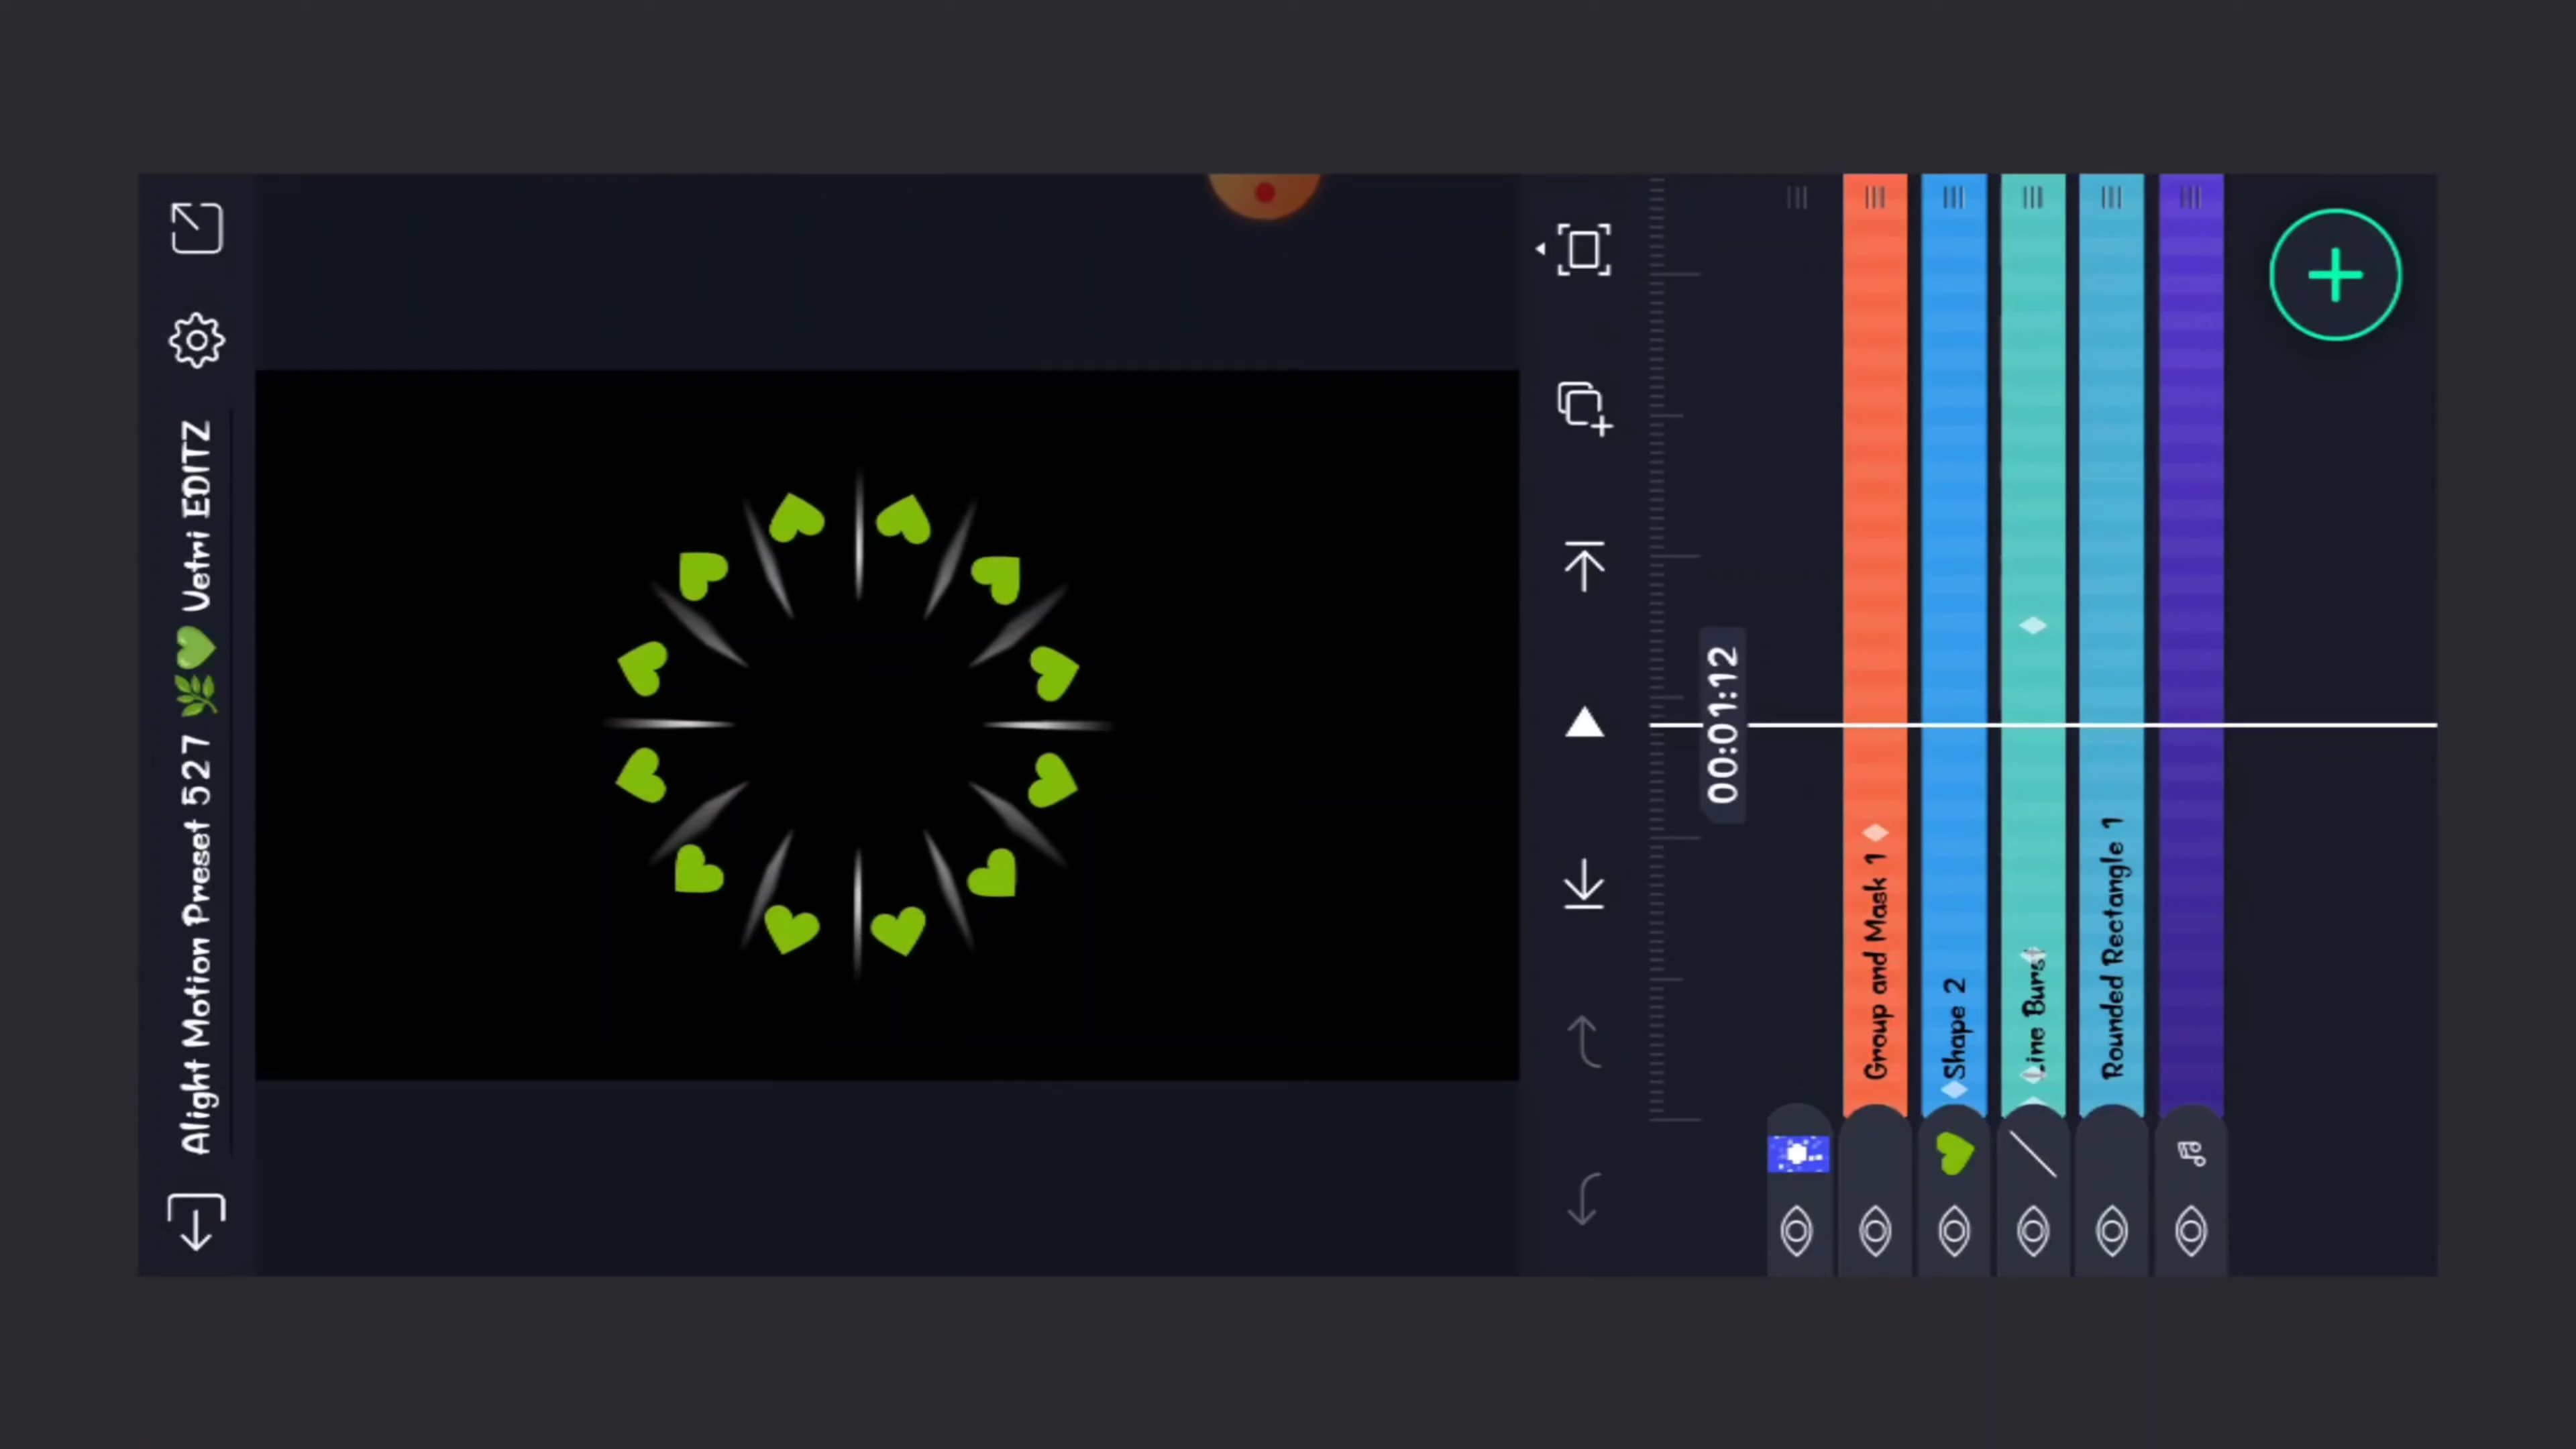 Alight Motion Preset 527 🌿💚 Vetri EDITZ
00:01:12
Group and Mask 1
Shape 2
Line Burst
Rounded Rectangle 1